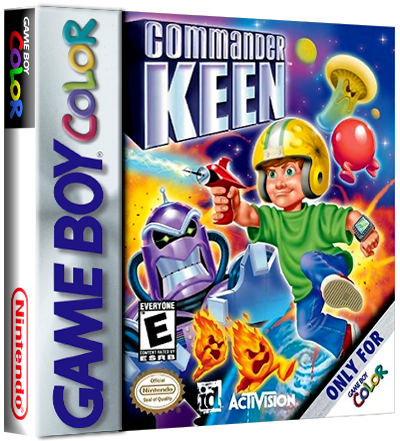 GAME BOY COLOR
Nintendo
GAME BOY COLOR
COMMANDER
KEEN
EVERYONE
E
CONTENT RATED BY
ESRB
Official
Nintendo
Seal of Quality
id
ACTIVISION
ONLY FOR
GAME BOY
COLOR